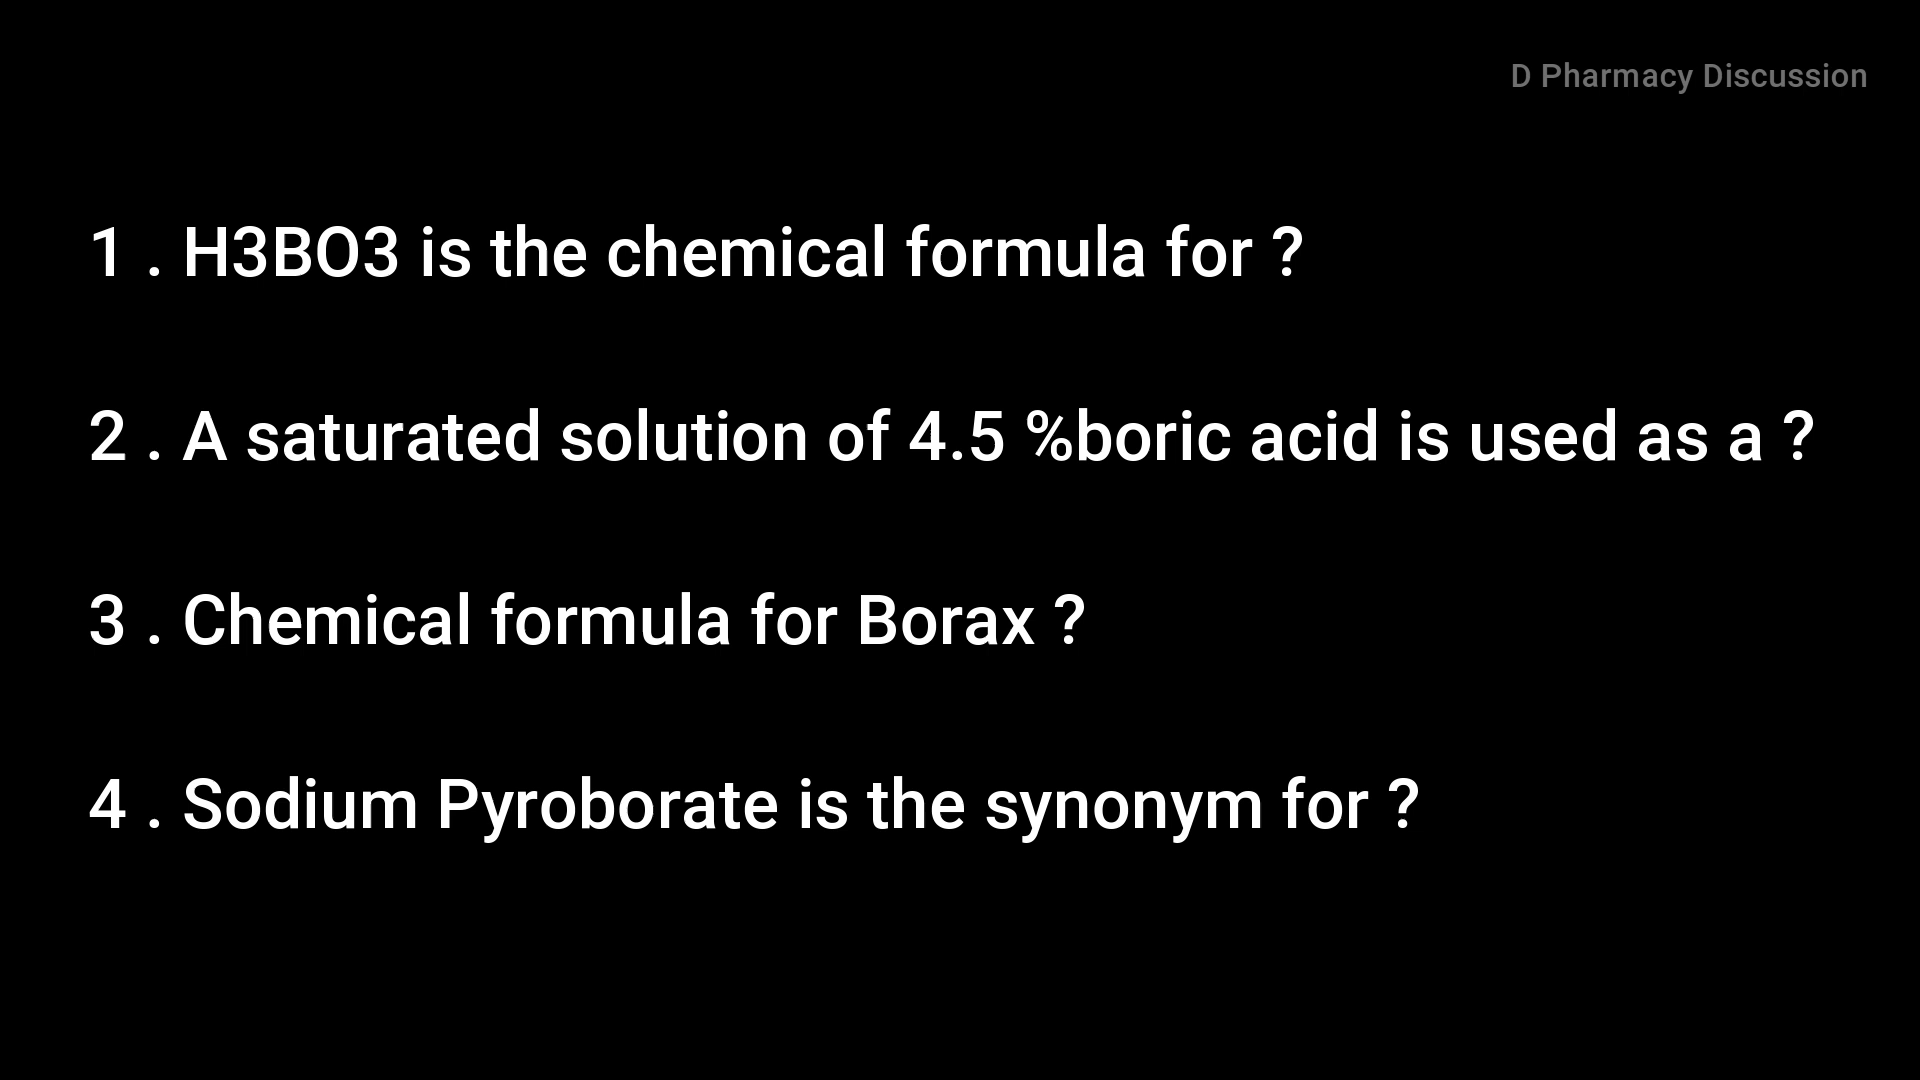 D Pharmacy Discussion
1 . H3BO3 is the chemical formula for ?
2 . A saturated solution of 4.5 %boric acid is used as a ?
3 . Chemical formula for Borax ?
4 . Sodium Pyroborate is the synonym for ?